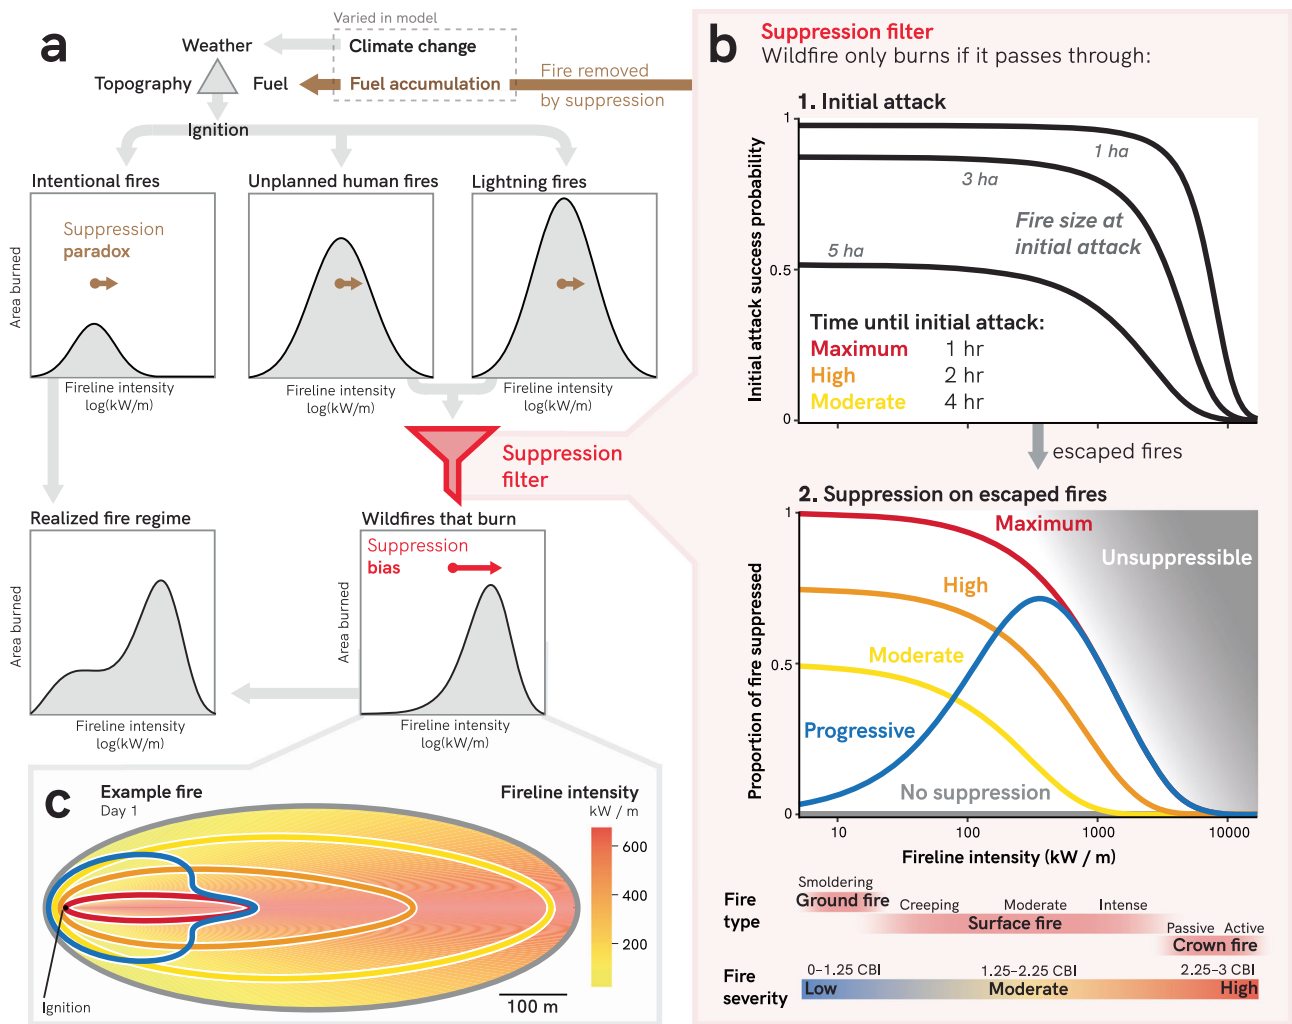 a
Varied in model
Weather
Climate change
Topography
Fuel
Fuel accumulation
Fire removed
by suppression
Ignition
Intentional fires
Unplanned human fires
Lightning fires
Suppression
paradox
Area burned
Fireline intensity
log(kW/m)
Fireline intensity
log(kW/m)
Fireline intensity
log(kW/m)
Suppression
filter
Realized fire regime
Wildfires that burn
Suppression
bias
Area burned
Area burned
Fireline intensity
log(kW/m)
Fireline intensity
log(kW/m)
b
Suppression filter
Wildfire only burns if it passes through:
1. Initial attack
Initial attack success probability
1
0.5
0
1 ha
3 ha
5 ha
Fire size at
initial attack
Time until initial attack:
Maximum 1 hr
High 2 hr
Moderate 4 hr
escaped fires
2. Suppression on escaped fires
Proportion of fire suppressed
1
0.5
0
Maximum
Unsuppressible
High
Moderate
Progressive
No suppression
10 100 1000 10000
Fireline intensity (kW / m)
Fire
type
Smoldering
Ground fire
Creeping Moderate Intense
Surface fire
Passive Active
Crown fire
Fire
severity
0–1.25 CBI 1.25–2.25 CBI 2.25–3 CBI
Low Moderate High
c
Example fire
Day 1
Fireline intensity
kW / m
600
400
200
Ignition
100 m